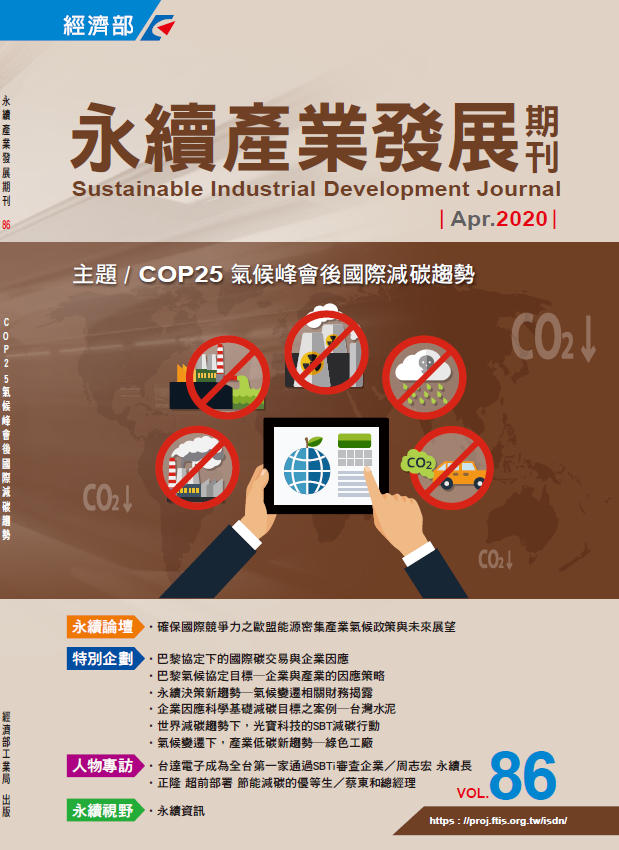 經濟部
永續產業發展期刊
Sustainable Industrial Development Journal
|Apr.2020|
主題 / COP25 氣候峰會後國際減碳趨勢
CO2↓
CO2
CO2↓
CO2↓
永續論壇
・確保國際競爭力之歐盟能源密集產業氣候政策與未來展望
特別企劃
・巴黎協定下的國際碳交易與企業因應
・巴黎氣候協定目標─企業與產業的因應策略
・永續決策新趨勢─氣候變遷相關財務揭露
・企業因應科學基礎減碳目標之案例─台灣水泥
・世界減碳趨勢下，光寶科技的SBT減碳行動
・氣候變遷下，產業低碳新趨勢─綠色工廠
人物專訪
・台達電子成為全台第一家通過SBTi審查企業／周志宏 永續長
・正隆 超前部署 節能減碳的優等生／蔡東和總經理
永續視野
・永續資訊
VOL.86
https : //proj.ftis.org.tw/isdn/
永續產業發展期刊 86
COP25氣候峰會後國際減碳趨勢
經濟部工業局 出版